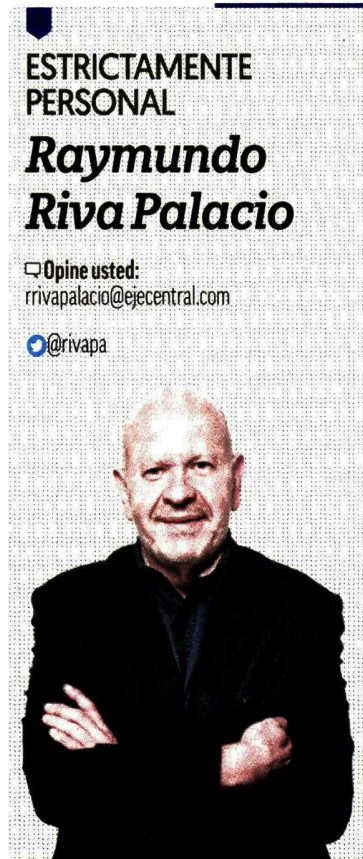 ESTRICTAMENTE
PERSONAL
Raymundo
Riva Palacio
Opine usted:
rrivapalacio@ejecentral.com
@rivapa